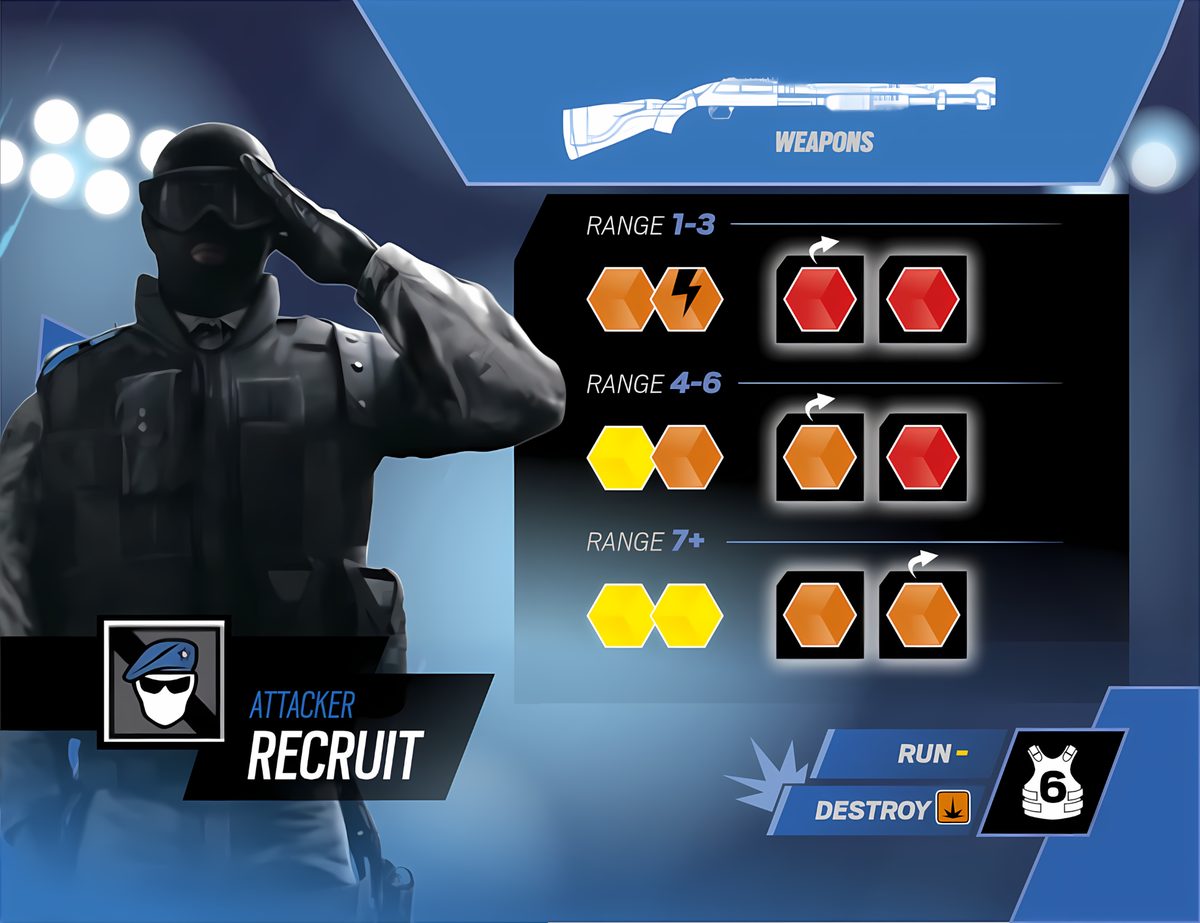 WEAPONS
RANGE 1-3
RANGE 4-6
RANGE 7+
ATTACKER
RECRUIT
RUN -
DESTROY
6